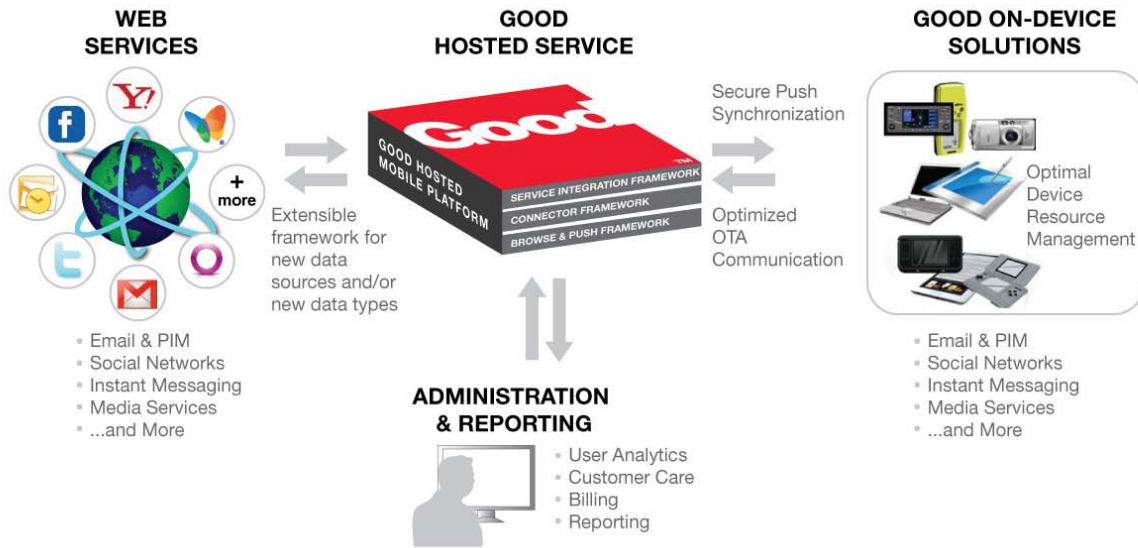 WEB
SERVICES
Y!
f
+
more
t
Extensible
framework for
new data
sources and/or
new data types
Email & PIM
Social Networks
Instant Messaging
Media Services
...and More
GOOD
HOSTED SERVICE
Good
TM
GOOD HOSTED
MOBILE PLATFORM
SERVICE INTEGRATION FRAMEWORK
CONNECTOR FRAMEWORK
BROWSE & PUSH FRAMEWORK
Secure Push
Synchronization
Optimized
OTA
Communication
ADMINISTRATION
& REPORTING
User Analytics
Customer Care
Billing
Reporting
GOOD ON-DEVICE
SOLUTIONS
Optimal
Device
Resource
Management
Email & PIM
Social Networks
Instant Messaging
Media Services
...and More